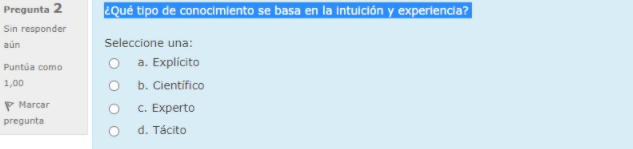 Pregunta 2
Sin responder
aún
Puntúa como
1,00
Marcar
pregunta
¿Qué tipo de conocimiento se basa en la intuición y experiencia?
Seleccione una:
a. Explícito
b. Científico
c. Experto
d. Tácito